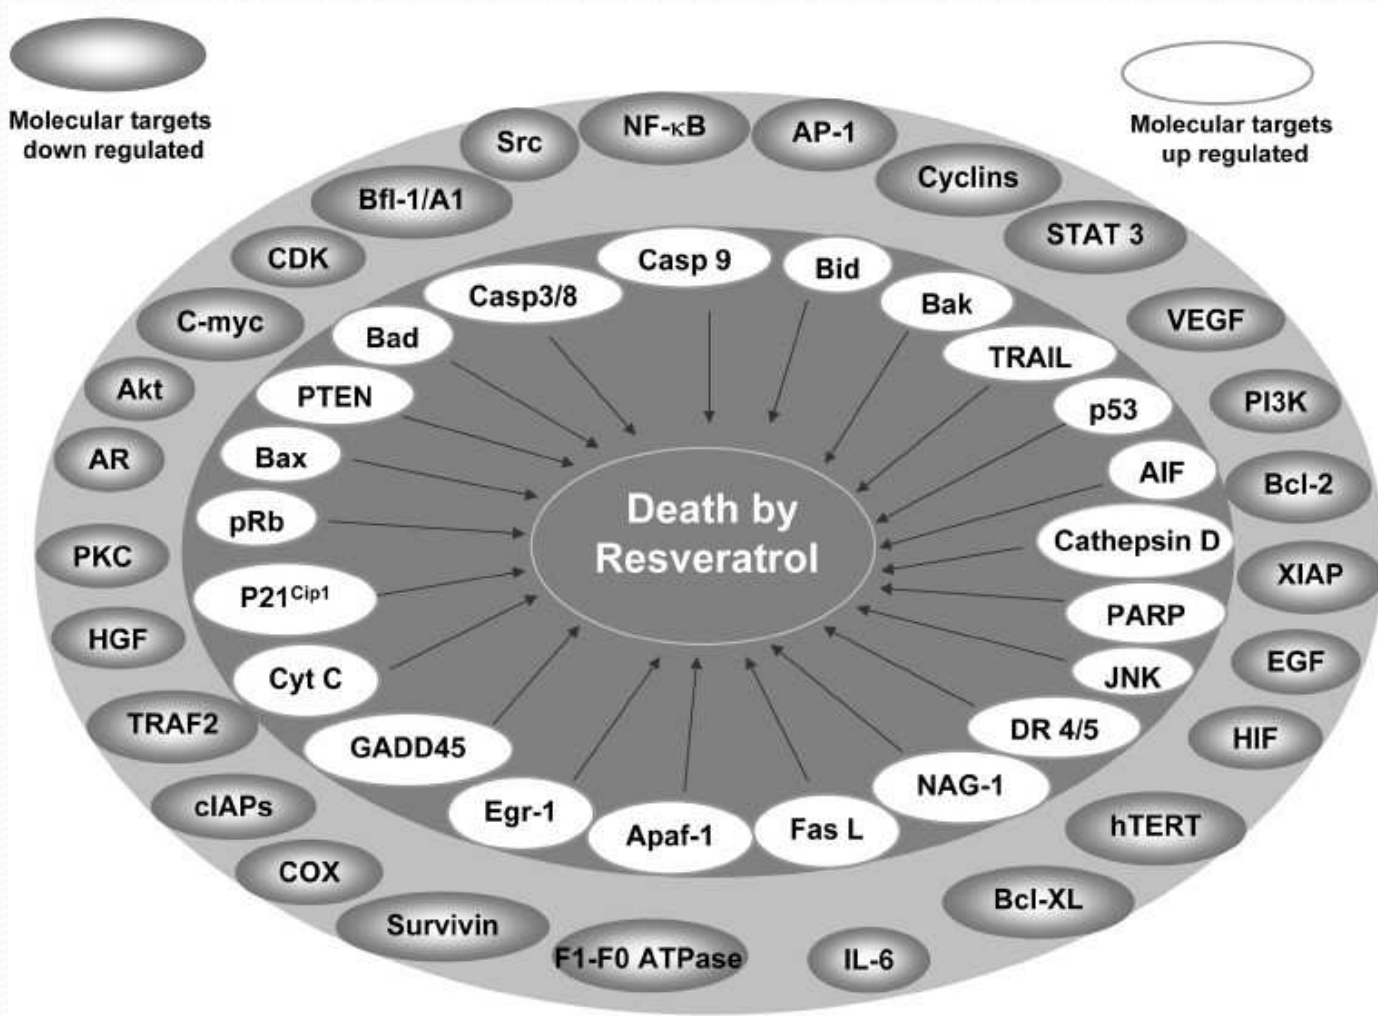 Molecular targets
down regulated
Molecular targets
up regulated
Src
NF-κB
AP-1
Cyclins
STAT 3
VEGF
PI3K
Bcl-2
XIAP
EGF
HIF
hTERT
Bcl-XL
IL-6
F1-F0 ATPase
Survivin
COX
cIAPs
TRAF2
HGF
PKC
AR
Akt
C-myc
CDK
Bfl-1/A1
Casp 9
Bid
Bak
TRAIL
p53
AIF
Cathepsin D
PARP
JNK
DR 4/5
NAG-1
Fas L
Apaf-1
Egr-1
GADD45
Cyt C
P21Cip1
pRb
Bax
PTEN
Bad
Casp3/8
Death by
Resveratrol